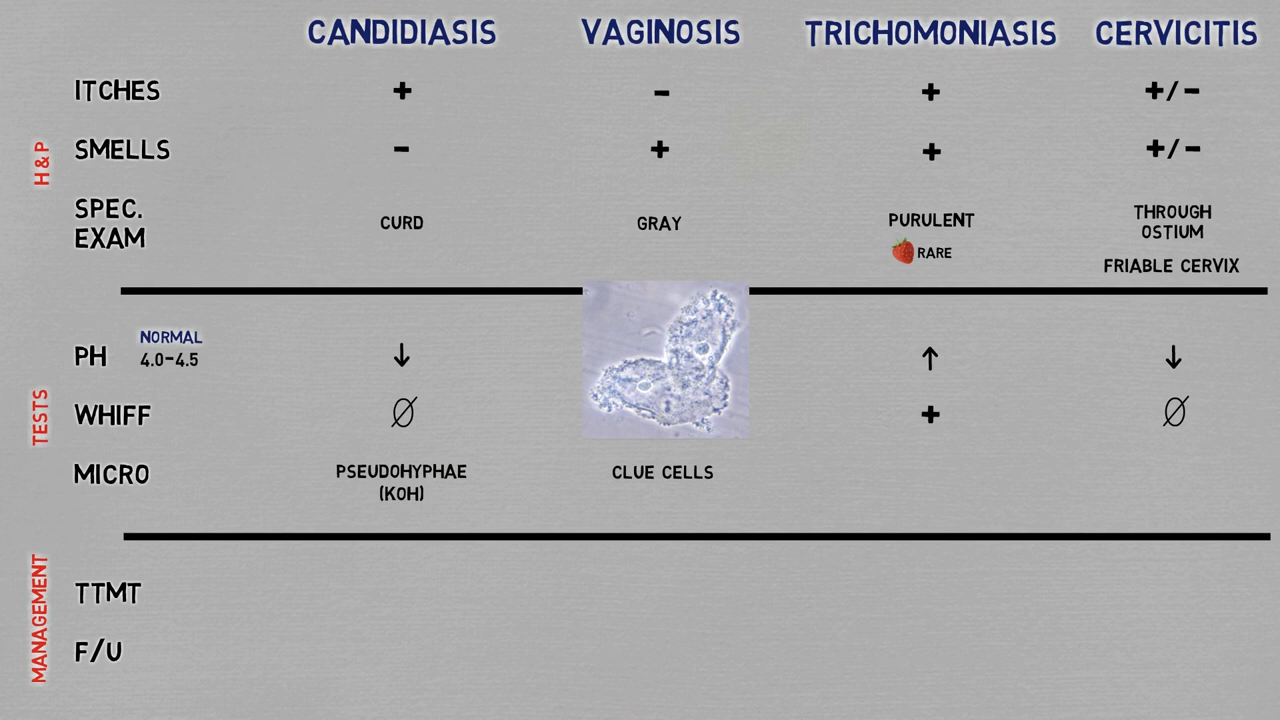 CANDIDIASIS VAGINOSIS TRICHOMONIASIS CERVICITIS
ITCHES + - + +/-
SMELLS - + + +/-
H&P
SPEC. EXAM CURD GRAY PURULENT THROUGH OSTIUM
RARE FRIABLE CERVIX
NORMAL
PH 4.0-4.5 ↓ ↑ ↓
TESTS
WHIFF Ø + Ø
MICRO PSEUDOHYPHAE (KOH) CLUE CELLS
MANAGEMENT
TTMT
F/U